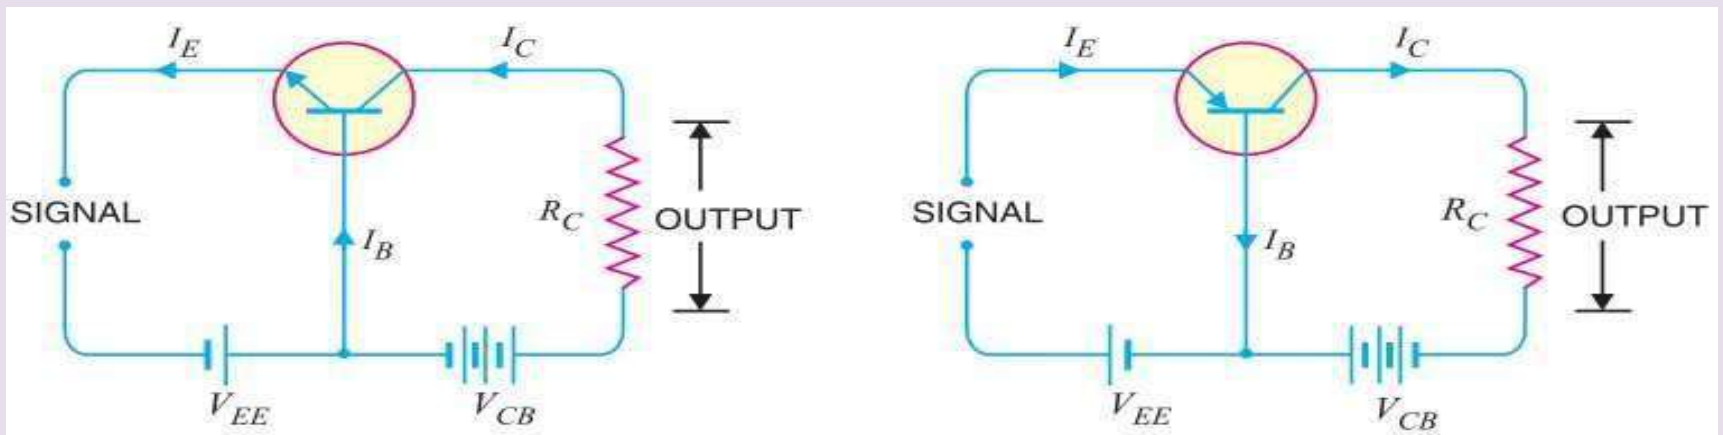 I_E
I_C
SIGNAL
I_B
R_C
OUTPUT
V_EE
V_CB
I_E
I_C
SIGNAL
I_B
R_C
OUTPUT
V_EE
V_CB